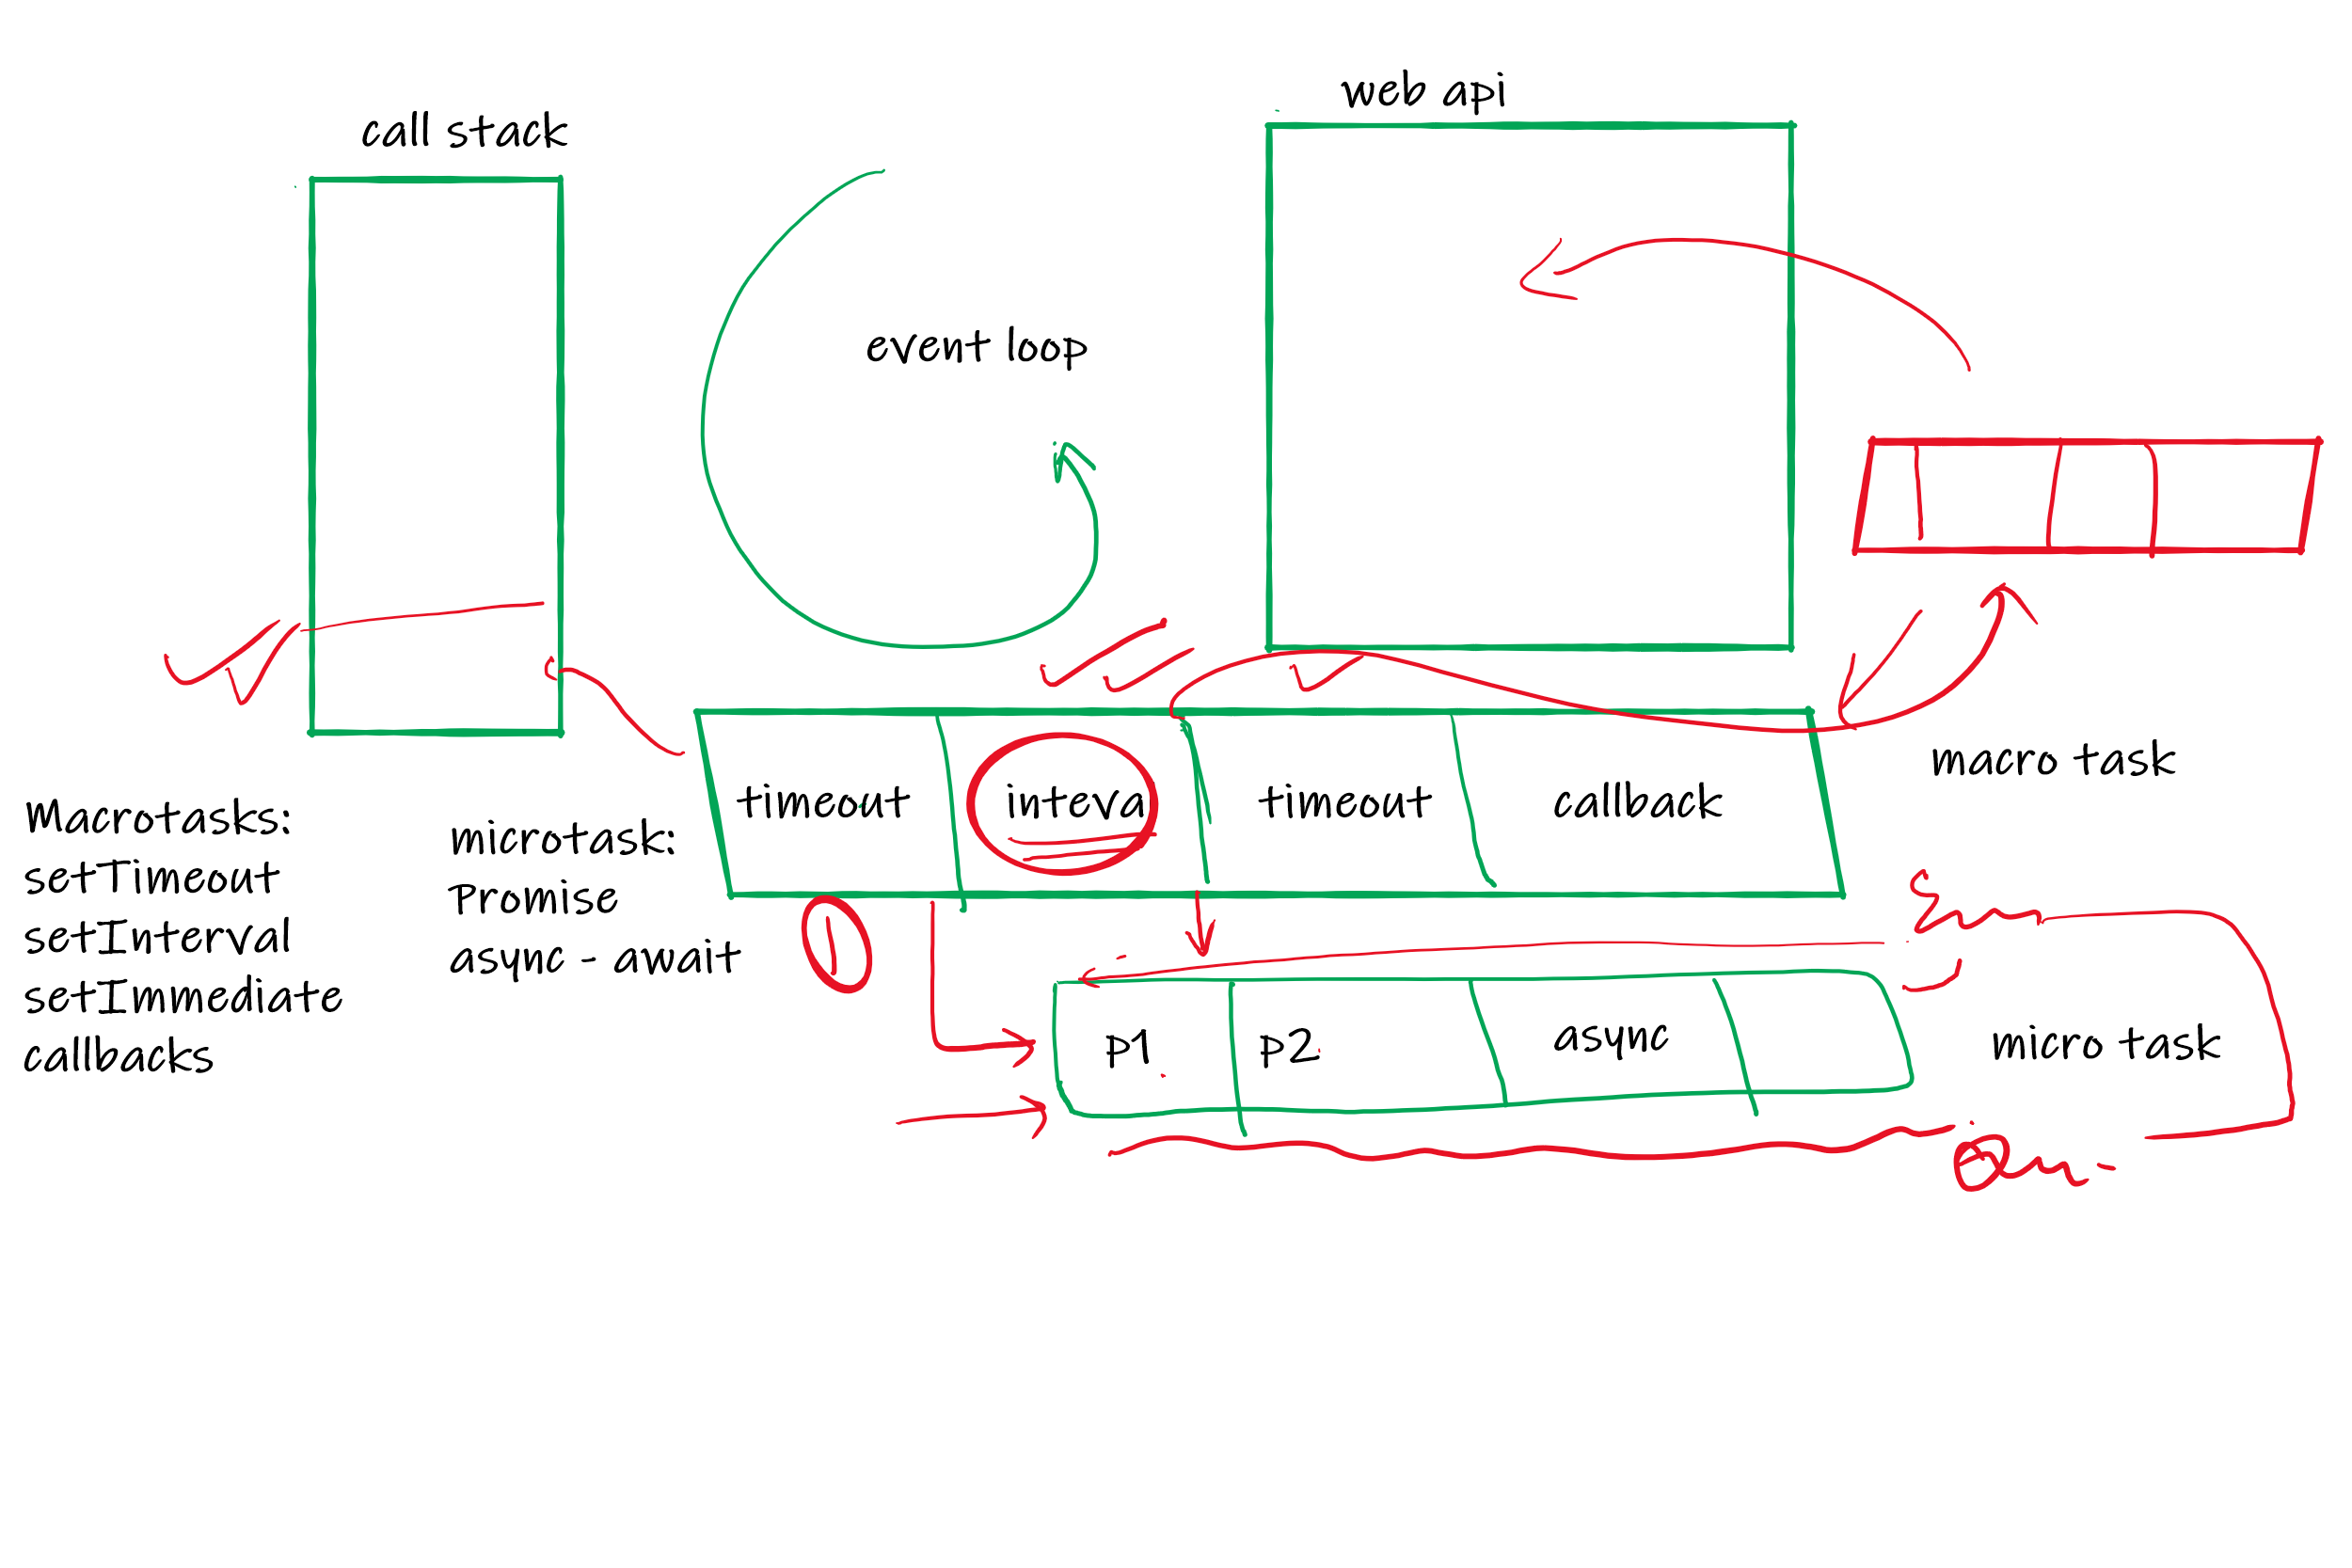 web api
call stack
event loop
macro task
timeout
inteva
timeout
callback
Macrotasks:
setTimeout
setInterval
setImmediate
callbacks
microtask:
Promise
async - await
1
p1
p2
async
micro task